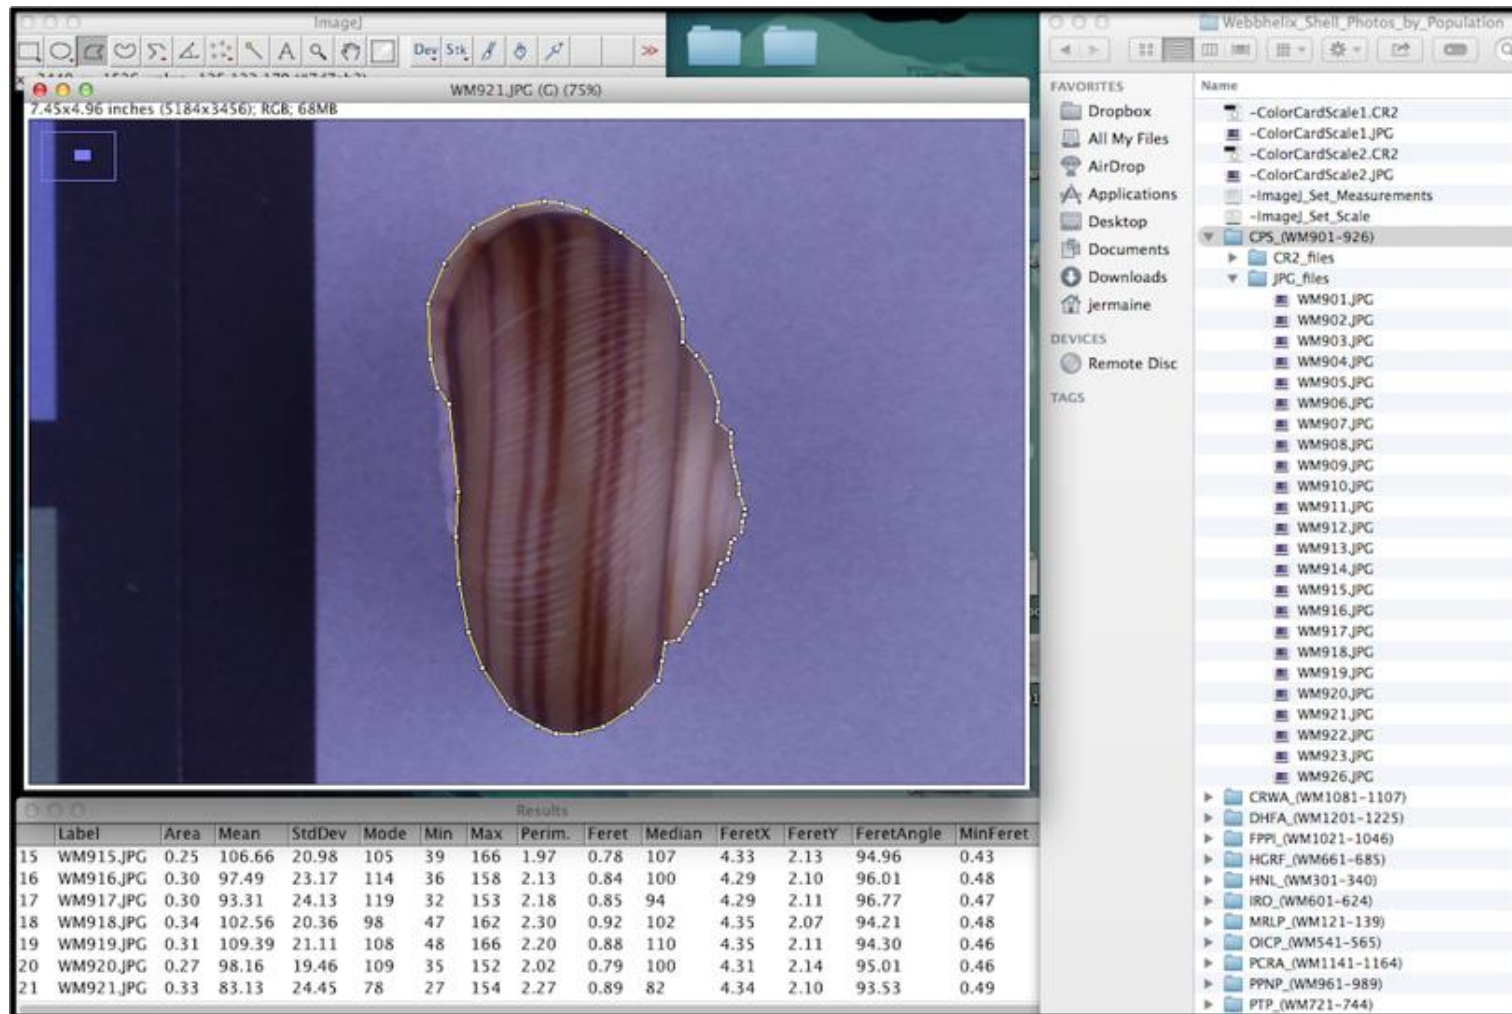 ImageJ
Dev Stk >>
WM921.JPG (G) (75%)
7.45x4.96 inches (5184x3456); RGB; 68MB
Results
Label Area Mean StdDev Mode Min Max Perim. Feret Median FeretX FeretY FeretAngle MinFeret
15 WM915.JPG 0.25 106.66 20.98 105 39 166 1.97 0.78 107 4.33 2.13 94.96 0.43
16 WM916.JPG 0.30 97.49 23.17 114 36 158 2.13 0.84 100 4.29 2.10 96.01 0.48
17 WM917.JPG 0.30 93.31 24.13 119 32 153 2.18 0.85 94 4.29 2.11 96.77 0.47
18 WM918.JPG 0.34 102.56 20.36 98 47 162 2.30 0.92 102 4.35 2.07 94.21 0.48
19 WM919.JPG 0.31 109.39 21.11 108 48 166 2.20 0.88 110 4.35 2.11 94.30 0.46
20 WM920.JPG 0.27 98.16 19.46 109 35 152 2.02 0.79 100 4.31 2.14 95.01 0.46
21 WM921.JPG 0.33 83.13 24.45 78 27 154 2.27 0.89 82 4.34 2.10 93.53 0.49
Webbhelix_Shell_Photos_by_Population
FAVORITES
Dropbox
All My Files
AirDrop
Applications
Desktop
Documents
Downloads
jermaine
DEVICES
Remote Disc
TAGS
Name
-ColorCardScale1.CR2
-ColorCardScale1.JPG
-ColorCardScale2.CR2
-ColorCardScale2.JPG
-ImageJ_Set_Measurements
-ImageJ_Set_Scale
CPS_(WM901-926)
CR2_files
JPG_files
WM901.JPG
WM902.JPG
WM903.JPG
WM904.JPG
WM905.JPG
WM906.JPG
WM907.JPG
WM908.JPG
WM909.JPG
WM910.JPG
WM911.JPG
WM912.JPG
WM913.JPG
WM914.JPG
WM915.JPG
WM916.JPG
WM917.JPG
WM918.JPG
WM919.JPG
WM920.JPG
WM921.JPG
WM922.JPG
WM923.JPG
WM926.JPG
CRWA_(WM1081-1107)
DHFA_(WM1201-1225)
FPPI_(WM1021-1046)
HGRF_(WM661-685)
HNL_(WM301-340)
IRO_(WM601-624)
MRLP_(WM121-139)
OICP_(WM541-565)
PCRA_(WM1141-1164)
PPNP_(WM961-989)
PTP_(WM721-744)